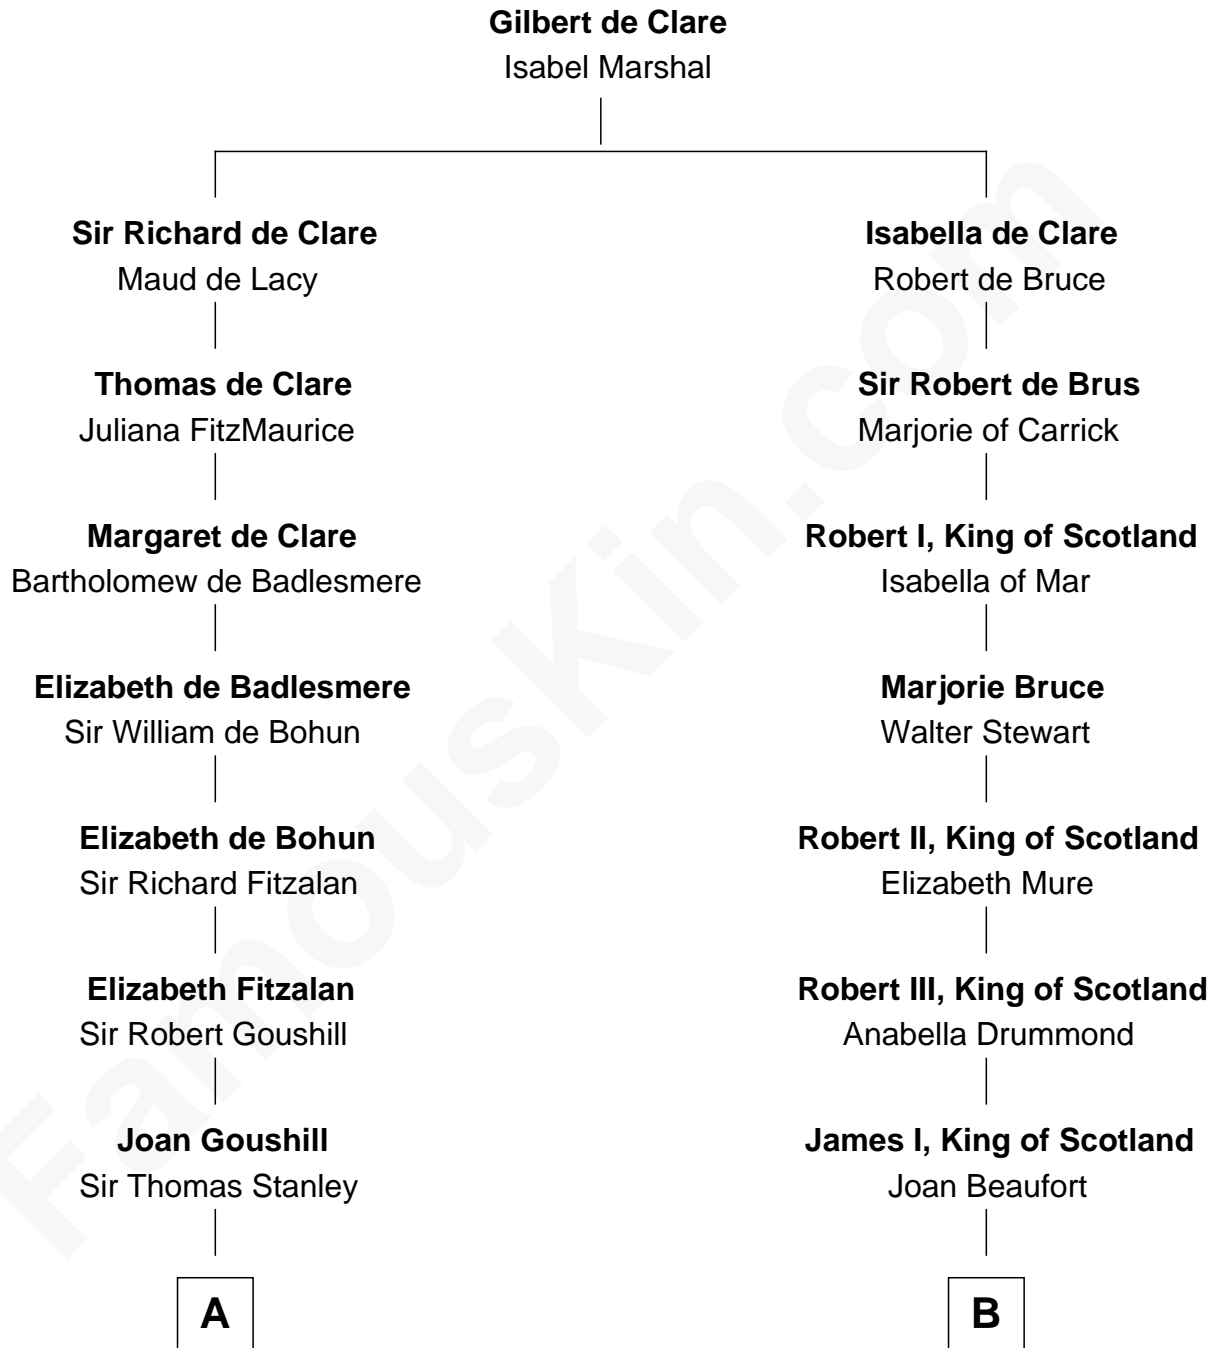 Gilbert de Clare
Isabel Marshal
Sir Richard de Clare
Maud de Lacy
Thomas de Clare
Juliana FitzMaurice
Margaret de Clare
Bartholomew de Badlesmere
Elizabeth de Badlesmere
Sir William de Bohun
Elizabeth de Bohun
Sir Richard Fitzalan
Elizabeth Fitzalan
Sir Robert Goushill
Joan Goushill
Sir Thomas Stanley
A
Isabella de Clare
Robert de Bruce
Sir Robert de Brus
Marjorie of Carrick
Robert I, King of Scotland
Isabella of Mar
Marjorie Bruce
Walter Stewart
Robert II, King of Scotland
Elizabeth Mure
Robert III, King of Scotland
Anabella Drummond
James I, King of Scotland
Joan Beaufort
B
FamousKin.com